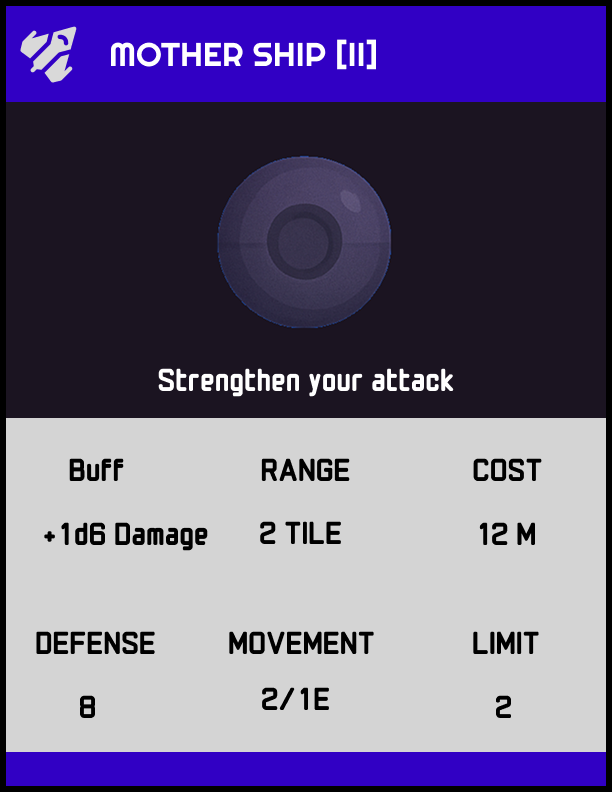 MOTHER SHIP [II]
Strengthen your attack
Buff RANGE COST
+1d6 Damage 2 TILE 12 M
DEFENSE MOVEMENT LIMIT
8 2/1E 2